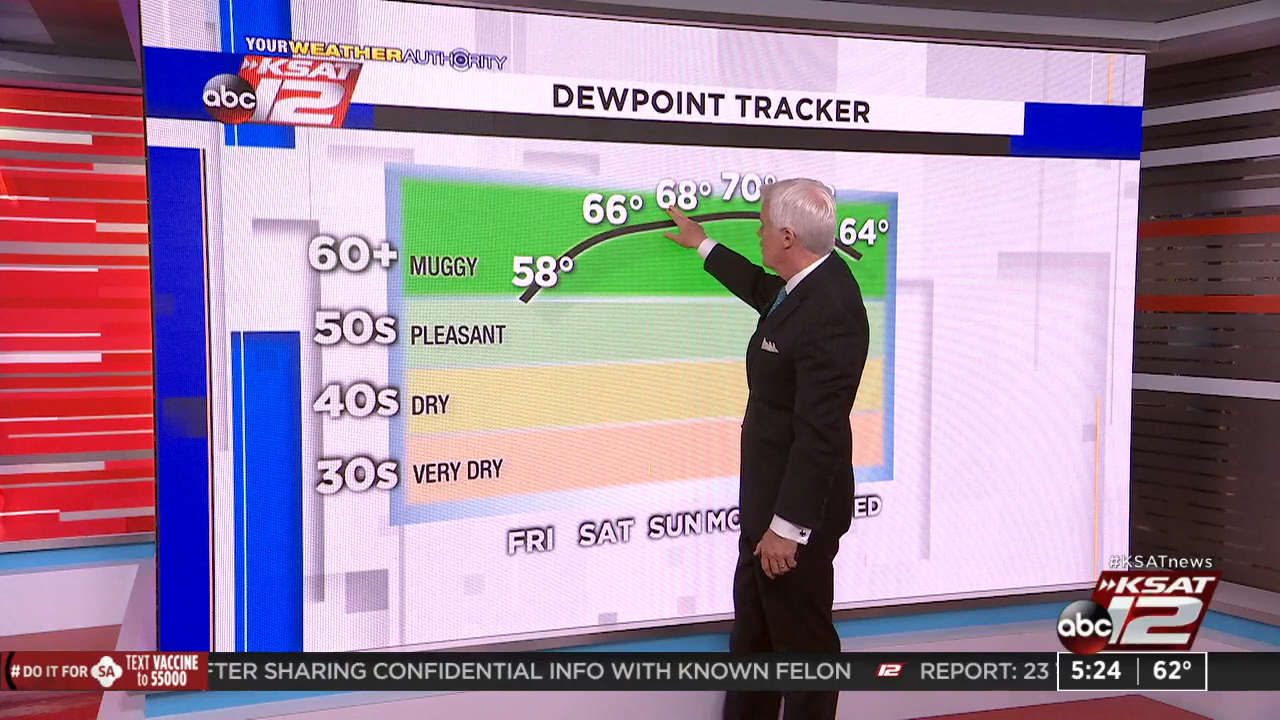 YOUR WEATHER AUTHORITY
KSAT
abc 12
DEWPOINT TRACKER
58° 66° 68° 70° 64°
60+ MUGGY
50s PLEASANT
40s DRY
30s VERY DRY
FRI SAT SUN MO ED
#KSATnews
KSAT
abc 12
#DO IT FOR SA TEXT VACCINE to 55000
FTER SHARING CONFIDENTIAL INFO WITH KNOWN FELON 12 REPORT: 23
5:24 62°